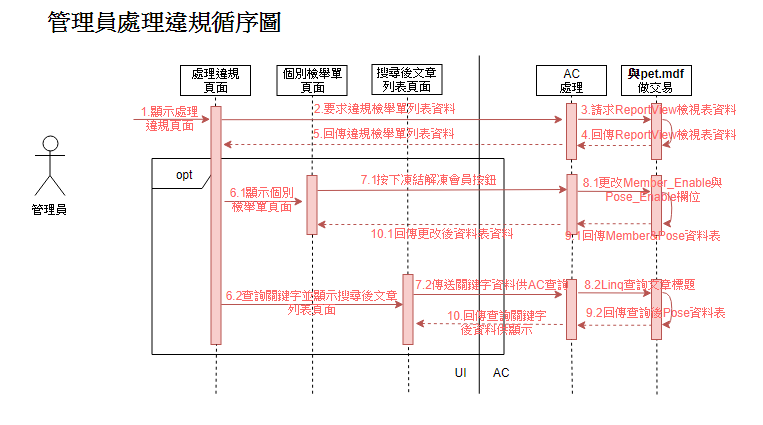 管理員處理違規循序圖
處理違規
頁面
個別檢舉單
頁面
搜尋後文章
列表頁面
AC
處理
與pet.mdf
做交易
1.顯示處理
違規頁面
2.要求違規檢舉單列表資料
3.請求ReportView檢視表資料
4.回傳ReportView檢視表資料
5.回傳違規檢舉單列表資料
管理員
opt
6.1顯示個別
檢舉單頁面
7.1按下凍結解凍會員按鈕
8.1更改Member_Enable與
Pose_Enable欄位
9.1回傳Member&Pose資料表
10.1回傳更改後資料表資料
6.2查詢關鍵字並顯示搜尋後文章
列表頁面
7.2傳送關鍵字資料供AC查詢
8.2Linq查詢文章標題
9.2回傳查詢後Pose資料表
10.回傳查詢關鍵字
後資料供顯示
UI
AC